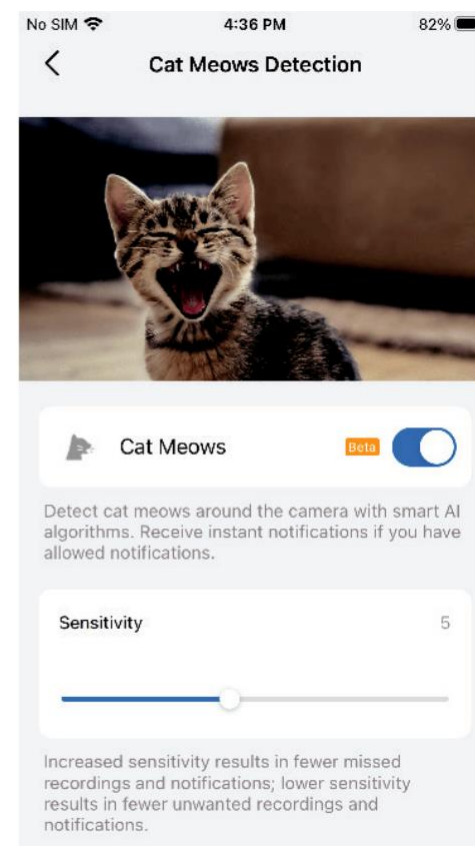 No SIM 4:36 PM 82%
Cat Meows Detection
Cat Meows Beta
Detect cat meows around the camera with smart AI
algorithms. Receive instant notifications if you have
allowed notifications.
Sensitivity 5
Increased sensitivity results in fewer missed
recordings and notifications; lower sensitivity
results in fewer unwanted recordings and
notifications.